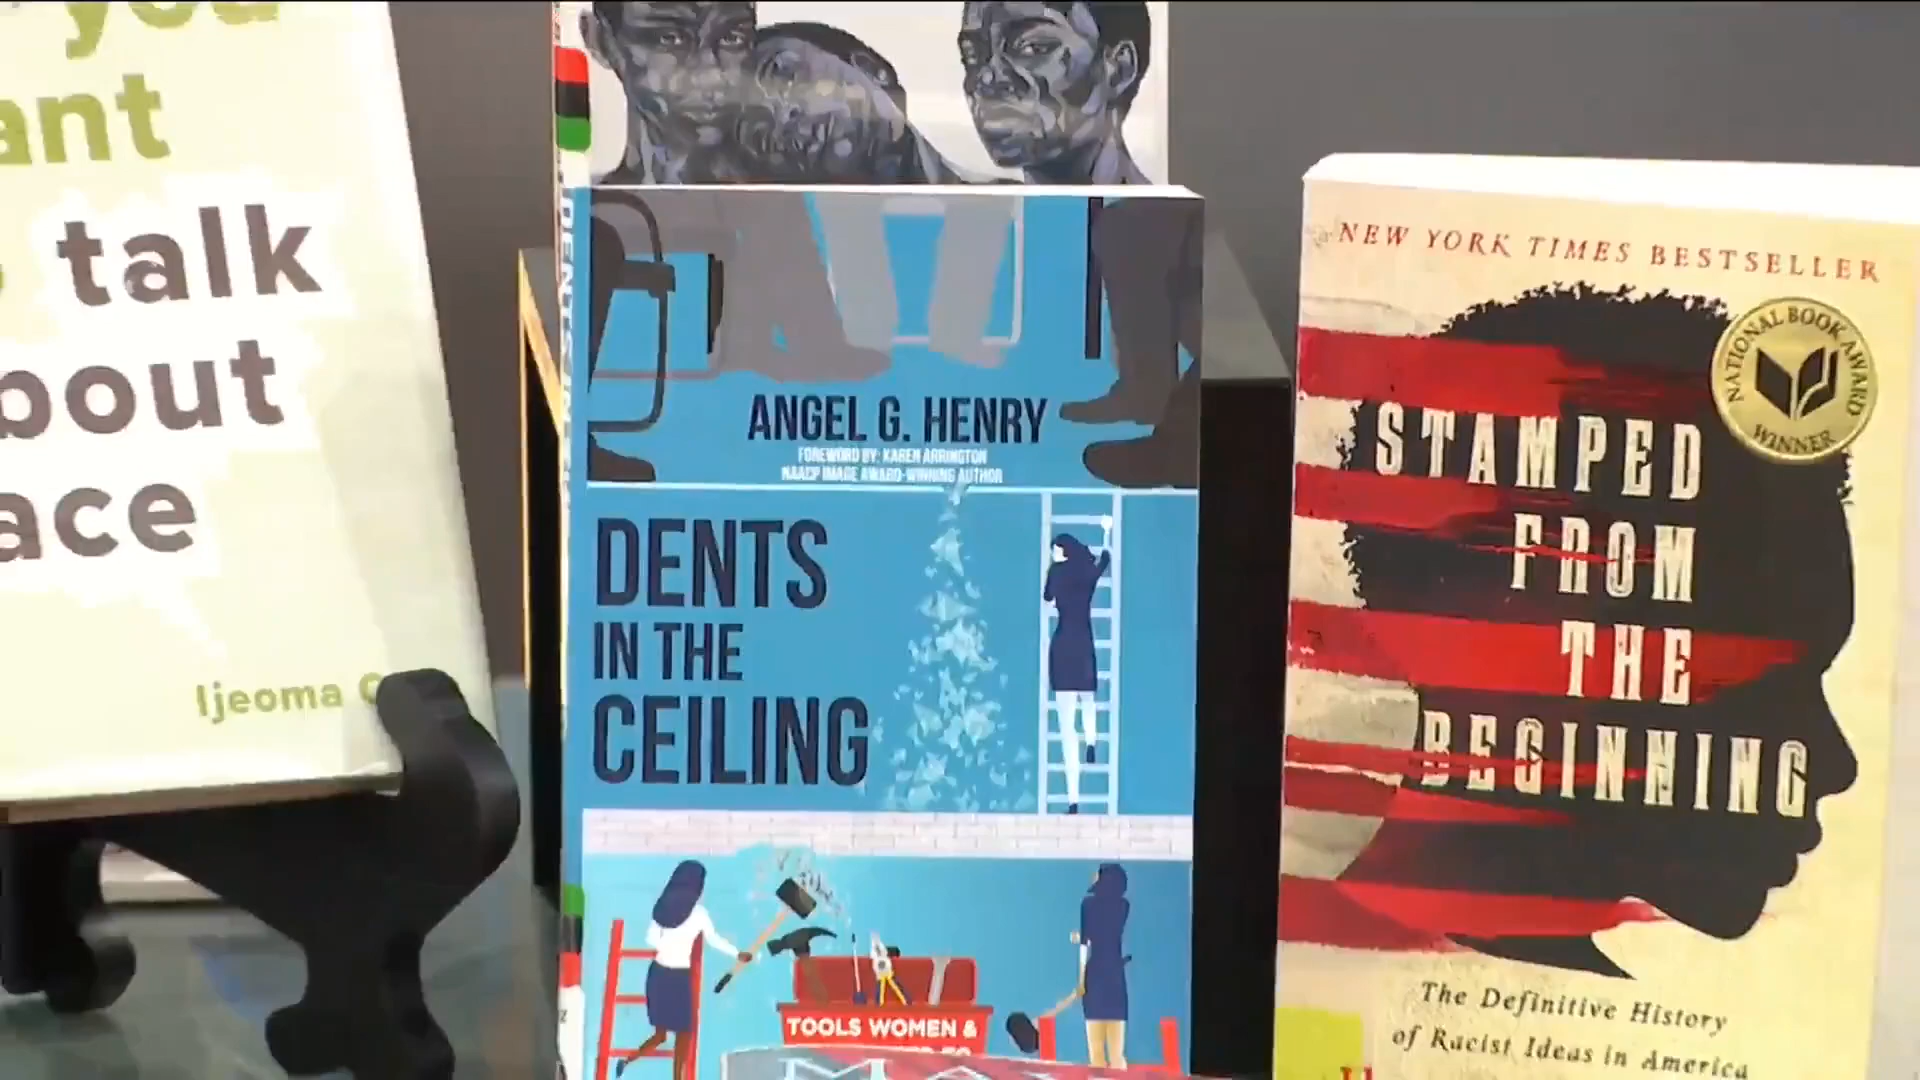 you
talk
Ijeoma
ANGEL G. HENRY
FOREWORD BY: KAREN ARRINGTON
NAACP IMAGE AWARD-WINNING AUTHOR
DENTS
IN THE
CEILING
TOOLS WOMEN &
NEW YORK TIMES BESTSELLER
NATIONAL BOOK AWARD
WINNER
STAMPED
FROM
THE
BEGINNING
The Definitive History
of Racist Ideas in America